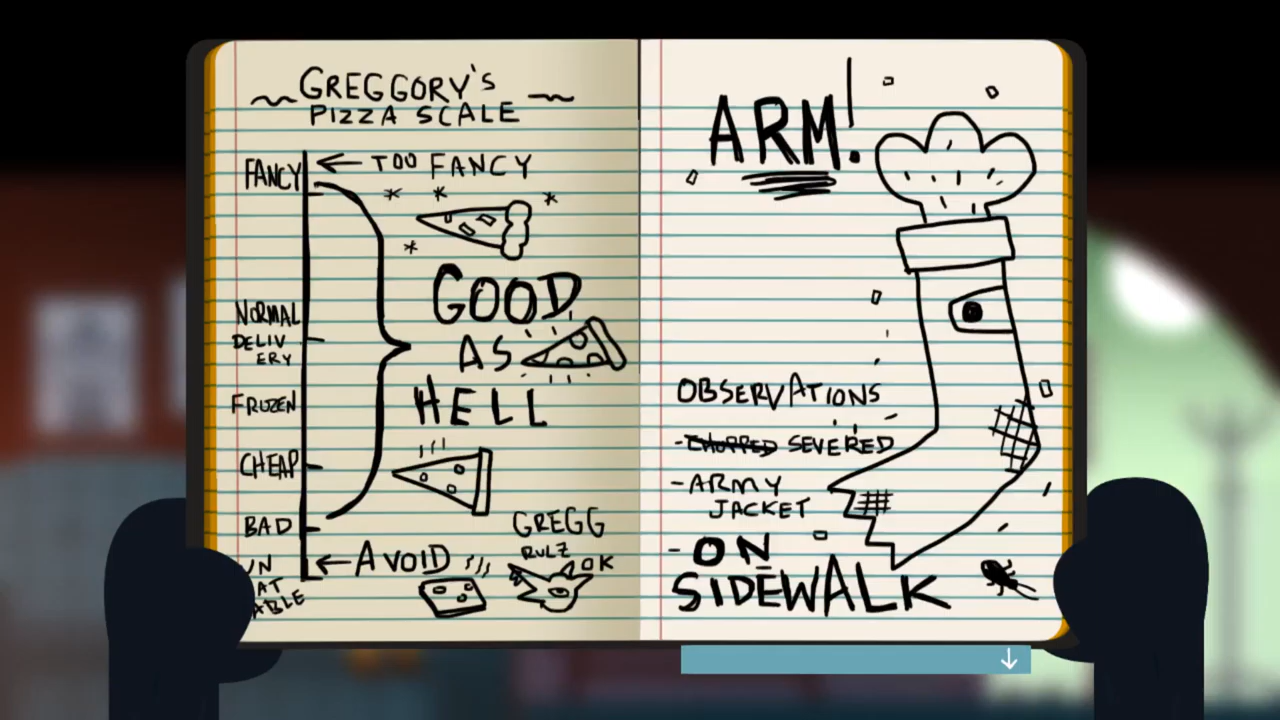 GREGGORY'S
PIZZA SCALE
FANCY
← TOO FANCY
GOOD
AS
HELL
NORMAL
DELIV
ERY
FROZEN
CHEAP
BAD
← AVOID
GREGG
RULZ
OK
ARM!
OBSERVATIONS
- CHOPPED SEVERED
- ARMY
JACKET
- ON
SIDEWALK